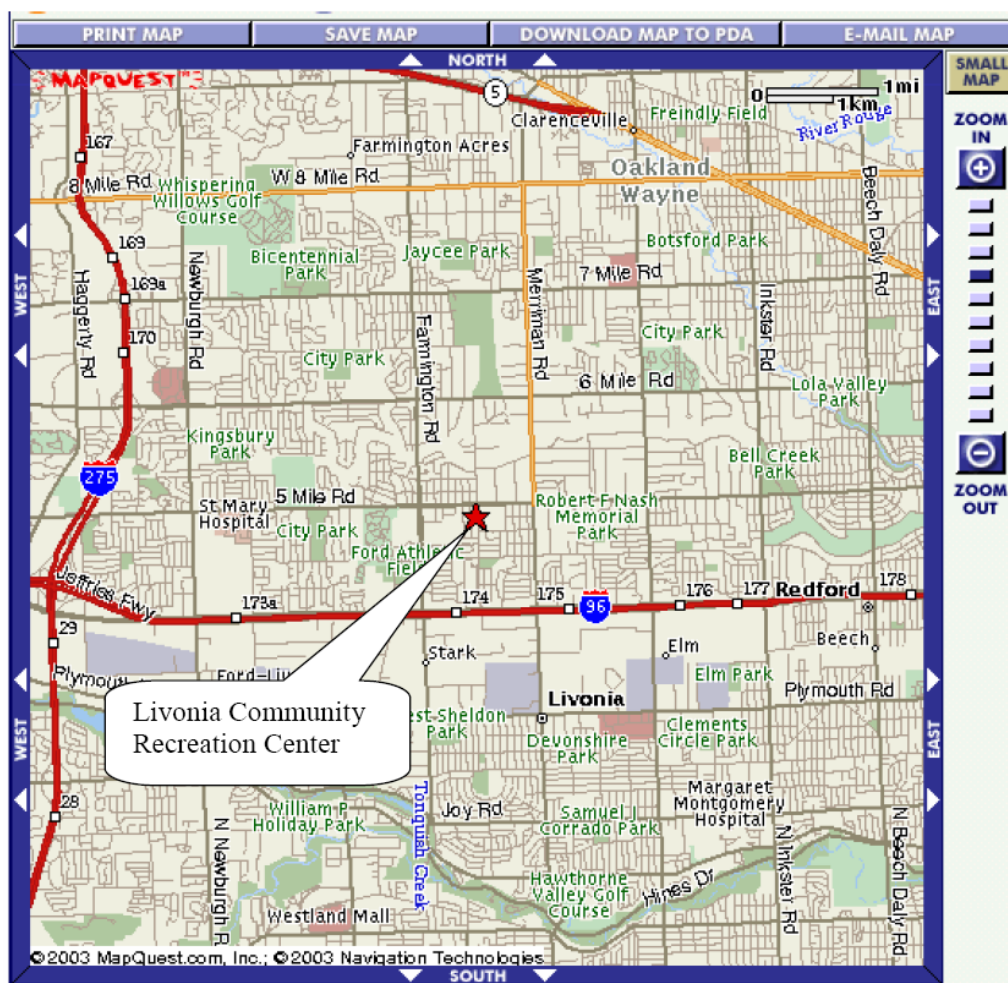 PRINT MAP
SAVE MAP
DOWNLOAD MAP TO PDA
E-MAIL MAP
NORTH
SMALL
MAP
MAPQUEST
5
0
1mi
1km
Clarenceville
Freindly Field
River Rouge
ZOOM
IN
167
Farmington Acres
Oakland
Wayne
8 Mile Rd
W 8 Mile Rd
Whispering
Willows Golf
Course
Beech Daly Rd
169
Newburgh Rd
Bicentennial
Park
Jaycee Park
Botsford Park
WEST
EAST
Haggerty Rd
169a
Merriman Rd
7 Mile Rd
Inkster Rd
170
City Park
Farmington Rd
City Park
6 Mile Rd
Lola Valley
Park
Kingsbury
Park
Bell Creek
Park
275
5 Mile Rd
St Mary
Hospital
City Park
Robert F Nash
Memorial
Park
ZOOM
OUT
Ford Athletic
Field
Jeffries Fwy
173a
174
175
96
176
177
Redford
178
29
Stark
Elm
Beech
Plymouth
Elm Park
Plymouth Rd
Livonia
WEST
EAST
Livonia Community
Recreation Center
est Sheldon
Park
Devonshire
Park
Clements
Circle Park
28
William P
Holiday Park
Tonquish Creek
Joy Rd
Samuel J
Corrado Park
Margaret
Montgomery
Hospital
N Newburgh R
Hawthorne
Valley Golf
Course
Hines Dr
N Inkster Rd
N Beech Daly Rd
Westland Mall
©2003 MapQuest.com, Inc.; ©2003 Navigation Technologies
SOUTH